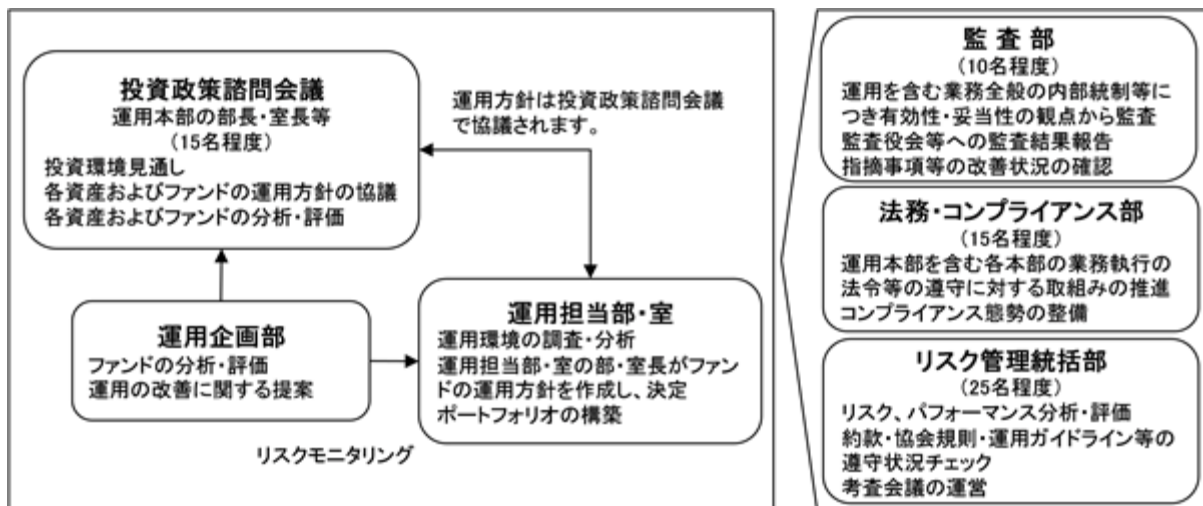 投資政策諮問会議
運用本部の部長・室長等
(15名程度)
投資環境見通し
各資産およびファンドの運用方針の協議
各資産およびファンドの分析・評価
運用方針は投資政策諮問会議
で協議されます。
運用企画部
ファンドの分析・評価
運用の改善に関する提案
運用担当部・室
運用環境の調査・分析
運用担当部・室の部・室長がファン
ドの運用方針を作成し、決定
ポートフォリオの構築
リスクモニタリング
監 査 部
(10名程度)
運用を含む業務全般の内部統制等に
つき有効性・妥当性の観点から監査
監査役会等への監査結果報告
指摘事項等の改善状況の確認
法務・コンプライアンス部
(15名程度)
運用本部を含む各本部の業務執行の
法令等の遵守に対する取組みの推進
コンプライアンス態勢の整備
リスク管理統括部
(25名程度)
リスク、パフォーマンス分析・評価
約款・協会規則・運用ガイドライン等の
遵守状況チェック
考査会議の運営